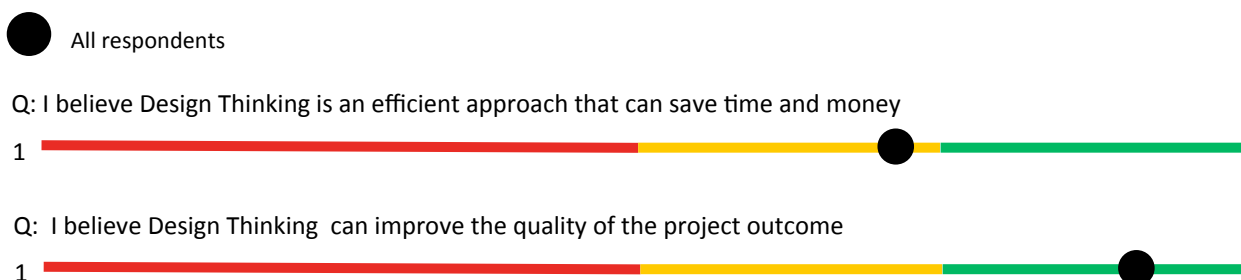 All respondents
Q: I believe Design Thinking is an efficient approach that can save time and money
1
Q:  I believe Design Thinking  can improve the quality of the project outcome
1